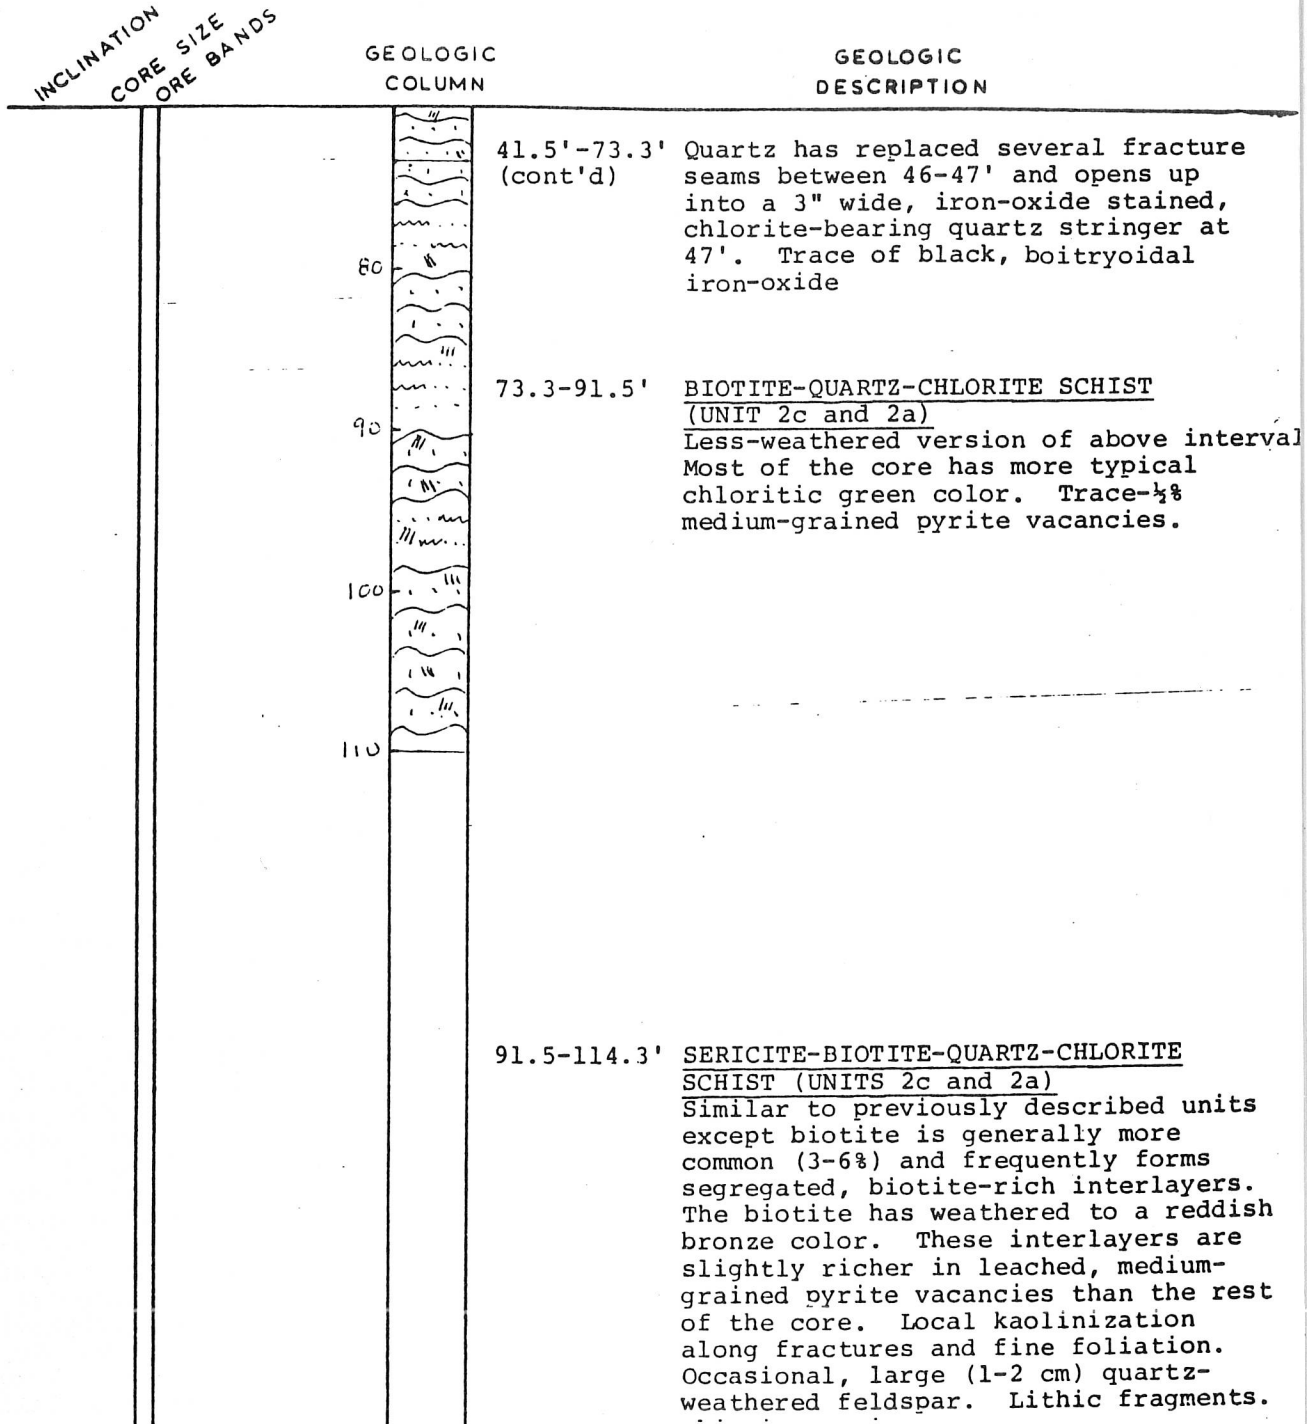 INCLINATION
CORE SIZE
ORE BANDS
GEOLOGIC
COLUMN
GEOLOGIC
DESCRIPTION
41.5'-73.3' Quartz has replaced several fracture
(cont'd) seams between 46-47' and opens up
into a 3" wide, iron-oxide stained,
chlorite-bearing quartz stringer at
47'. Trace of black, boitryoidal
iron-oxide
80
73.3-91.5' BIOTITE-QUARTZ-CHLORITE SCHIST
(UNIT 2c and 2a)
90
Less-weathered version of above interval
Most of the core has more typical
chloritic green color. Trace-½%
medium-grained pyrite vacancies.
100
110
91.5-114.3' SERICITE-BIOTITE-QUARTZ-CHLORITE
SCHIST (UNITS 2c and 2a)
Similar to previously described units
except biotite is generally more
common (3-6%) and frequently forms
segregated, biotite-rich interlayers.
The biotite has weathered to a reddish
bronze color. These interlayers are
slightly richer in leached, medium-
grained pyrite vacancies than the rest
of the core. Local kaolinization
along fractures and fine foliation.
Occasional, large (1-2 cm) quartz-
weathered feldspar. Lithic fragments.